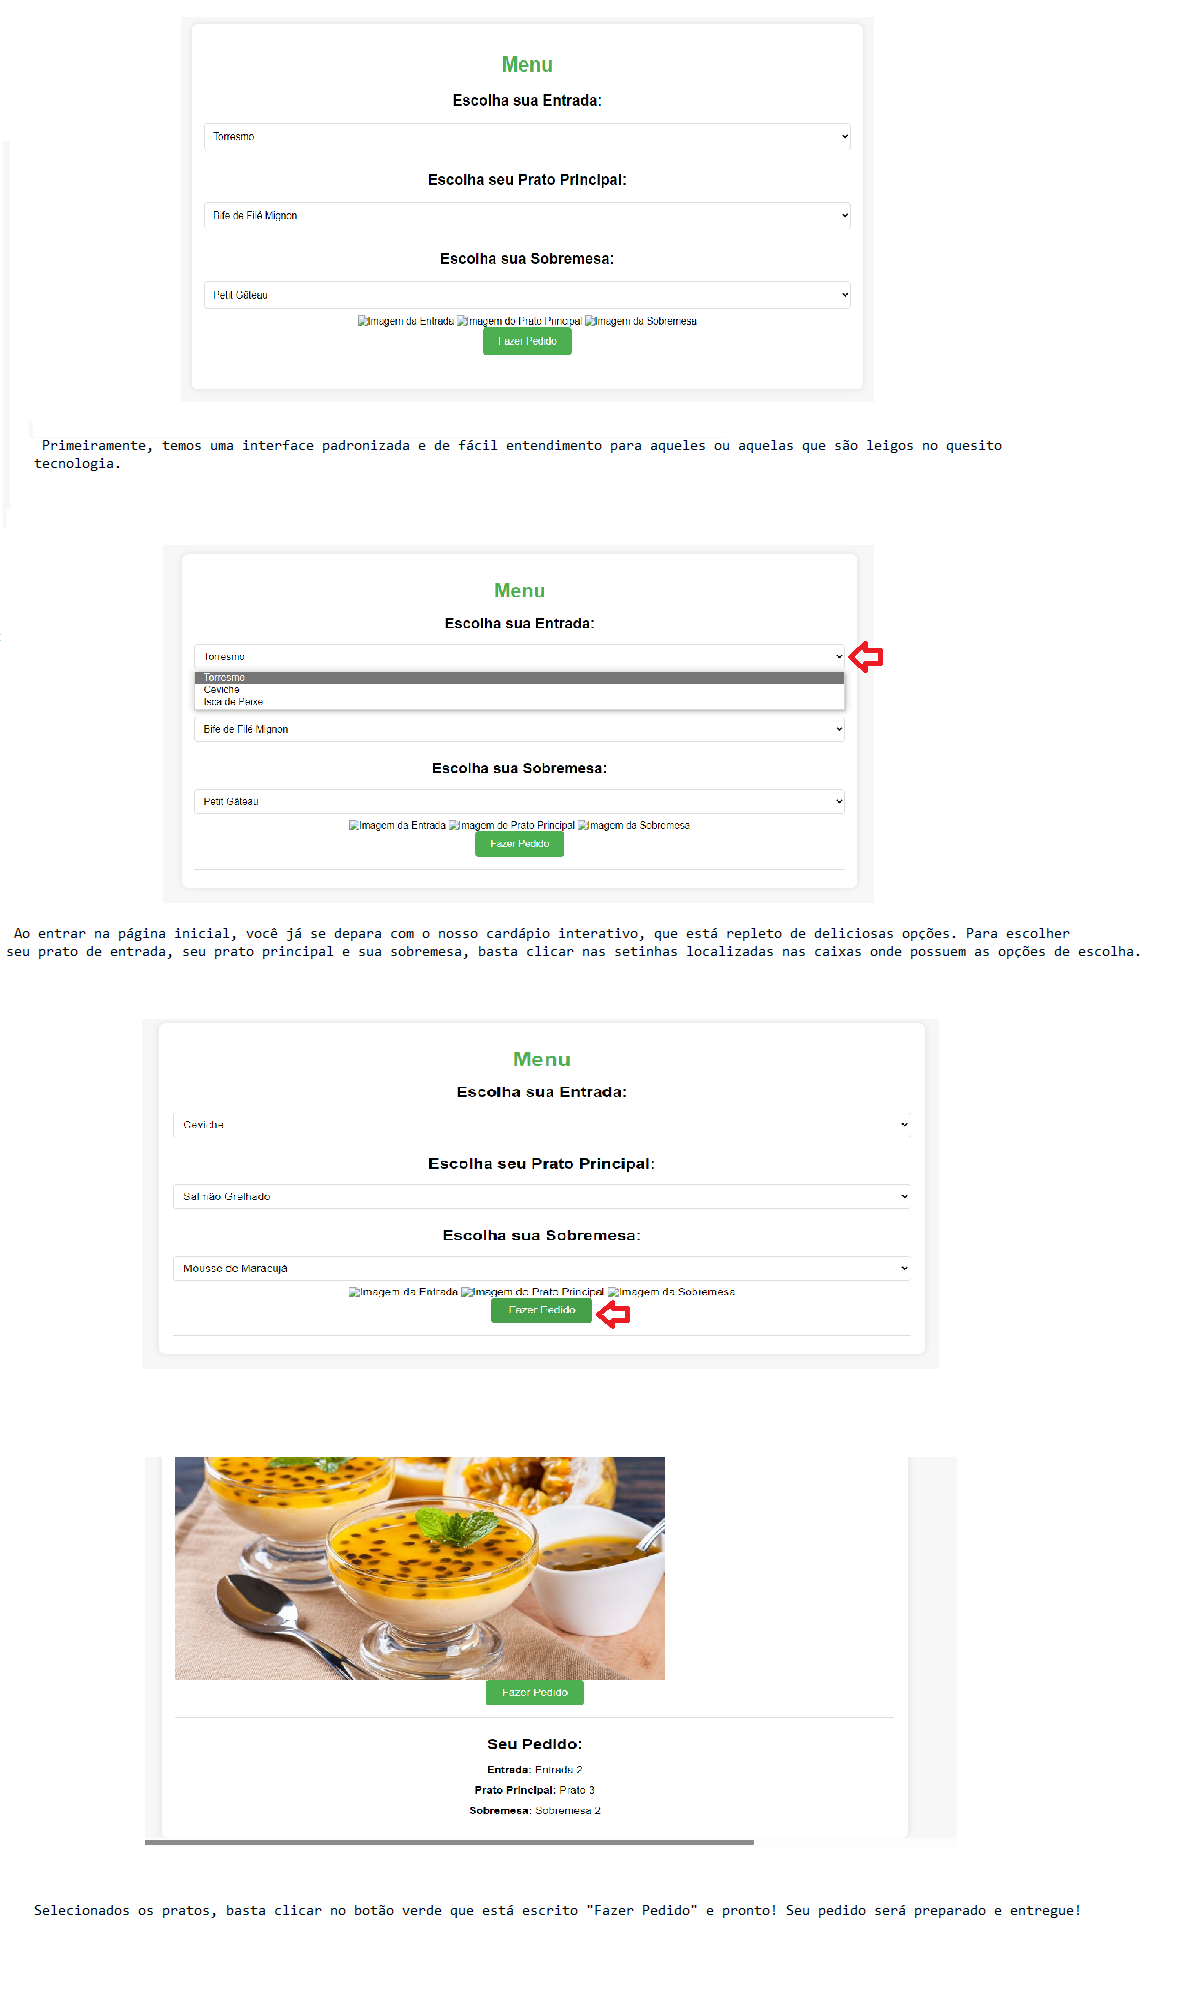 Menu
Escolha sua Entrada:
Torresmo
Escolha seu Prato Principal:
Bife de Filé Mignon
Escolha sua Sobremesa:
Petit Gâteau
Imagem da Entrada Imagem do Prato Principal Imagem da Sobremesa
Fazer Pedido
Primeiramente, temos uma interface padronizada e de fácil entendimento para aqueles ou aquelas que são leigos no quesito
tecnologia.
Menu
Escolha sua Entrada:
Torresmo
Torresmo
Ceviche
Isca de Peixe
Bife de Filé Mignon
Escolha sua Sobremesa:
Petit Gâteau
Imagem da Entrada Imagem do Prato Principal Imagem da Sobremesa
Fazer Pedido
Ao entrar na página inicial, você já se depara com o nosso cardápio interativo, que está repleto de deliciosas opções. Para escolher
seu prato de entrada, seu prato principal e sua sobremesa, basta clicar nas setinhas localizadas nas caixas onde possuem as opções de escolha.
Menu
Escolha sua Entrada:
Ceviche
Escolha seu Prato Principal:
Salmão Grelhado
Escolha sua Sobremesa:
Mousse de Maracujá
Imagem da Entrada Imagem do Prato Principal Imagem da Sobremesa
Fazer Pedido
Fazer Pedido
Seu Pedido:
Entrada: Entrada 2
Prato Principal: Prato 3
Sobremesa: Sobremesa 2
Selecionados os pratos, basta clicar no botão verde que está escrito "Fazer Pedido" e pronto! Seu pedido será preparado e entregue!